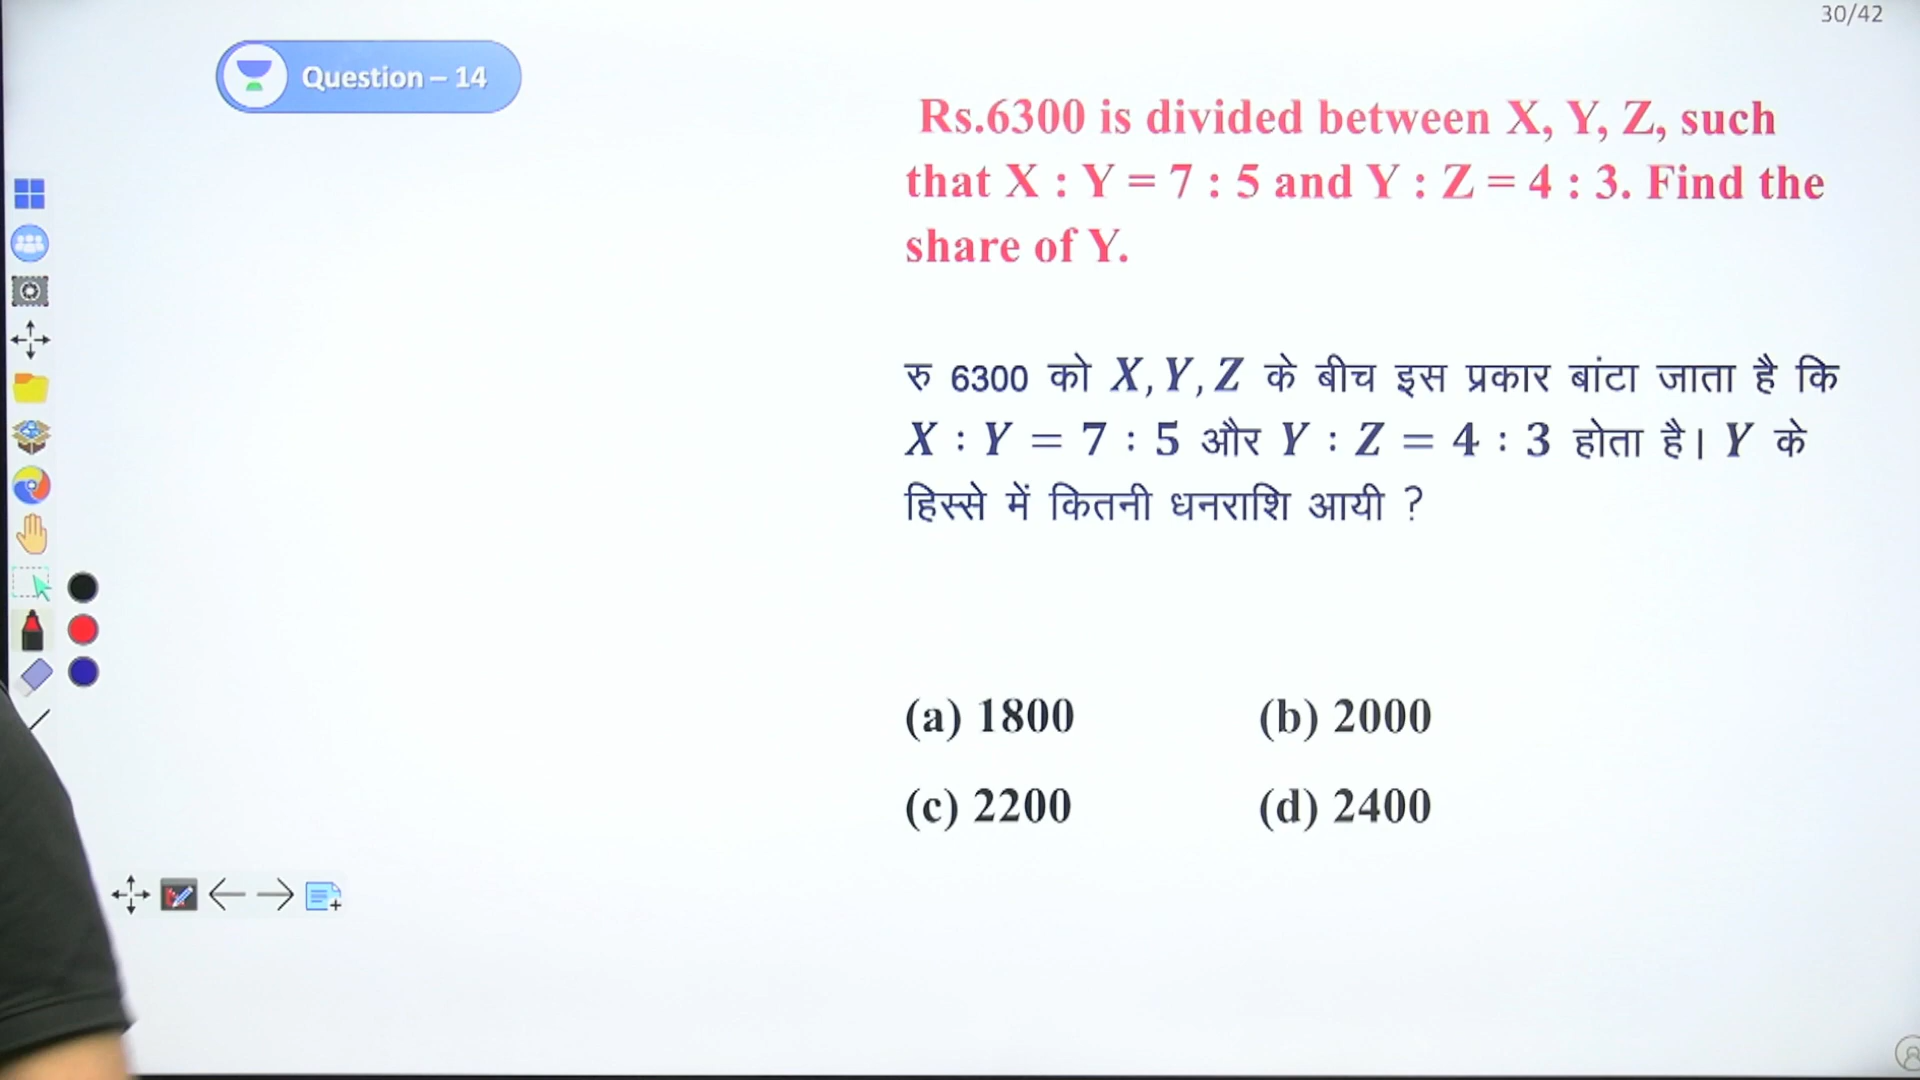 30/42
Question – 14
Rs.6300 is divided between X, Y, Z, such
that X : Y = 7 : 5 and Y : Z = 4 : 3. Find the
share of Y.
रु 6300 को X, Y, Z के बीच इस प्रकार बांटा जाता है कि
X : Y = 7 : 5 और Y : Z = 4 : 3 होता है। Y के
हिस्से में कितनी धनराशि आयी ?
(a) 1800 (b) 2000
(c) 2200 (d) 2400